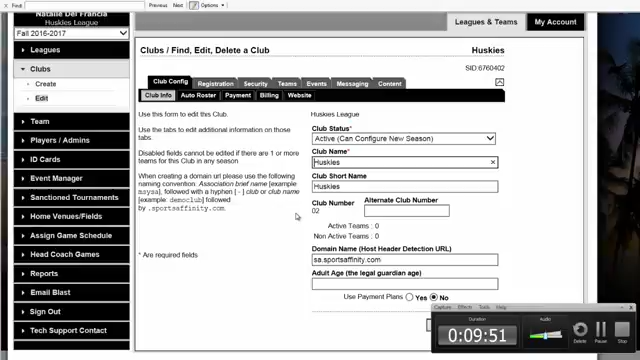 Find:
Previous
Next
Options
Natalie Del Francia
Huskies League
Fall 2016-2017
Leagues
Clubs
Create
Edit
Team
Players / Admins
ID Cards
Event Manager
Sanctioned Tournaments
Home Venues/Fields
Assign Game Schedule
Head Coach Games
Reports
Email Blast
Sign Out
Tech Support Contact
Leagues & Teams
My Account
Clubs / Find, Edit, Delete a Club
Huskies
SID:6760402
Club Config
Registration
Security
Teams
Events
Messaging
Content
Club Info
Auto Roster
Payment
Billing
Website
Use this form to edit this Club.
Use the tabs to edit additional information on those
tabs.
Disabled fields cannot be edited if there are 1 or more
teams for this Club in any season
When creating a domain url please use the following
naming convention: Association brief name [example
msysa], followed with a hyphen [ - ] club or club name
[example: democlub] followed
by .sportsaffinity.com
* Are required fields
Huskies League
Club Status*
Active (Can Configure New Season)
Club Name*
Huskies
Club Short Name
Huskies
Club Number
02
Alternate Club Number
Active Teams : 0
Non Active Teams : 0
Domain Name (Host Header Detection URL)
sa.sportsaffinity.com
Adult Age (the legal guardian age)
Use Payment Plans
Yes
No
Capture
Effects
Tools
Help
Duration
0:09:51
Audio
Delete
Pause
Stop